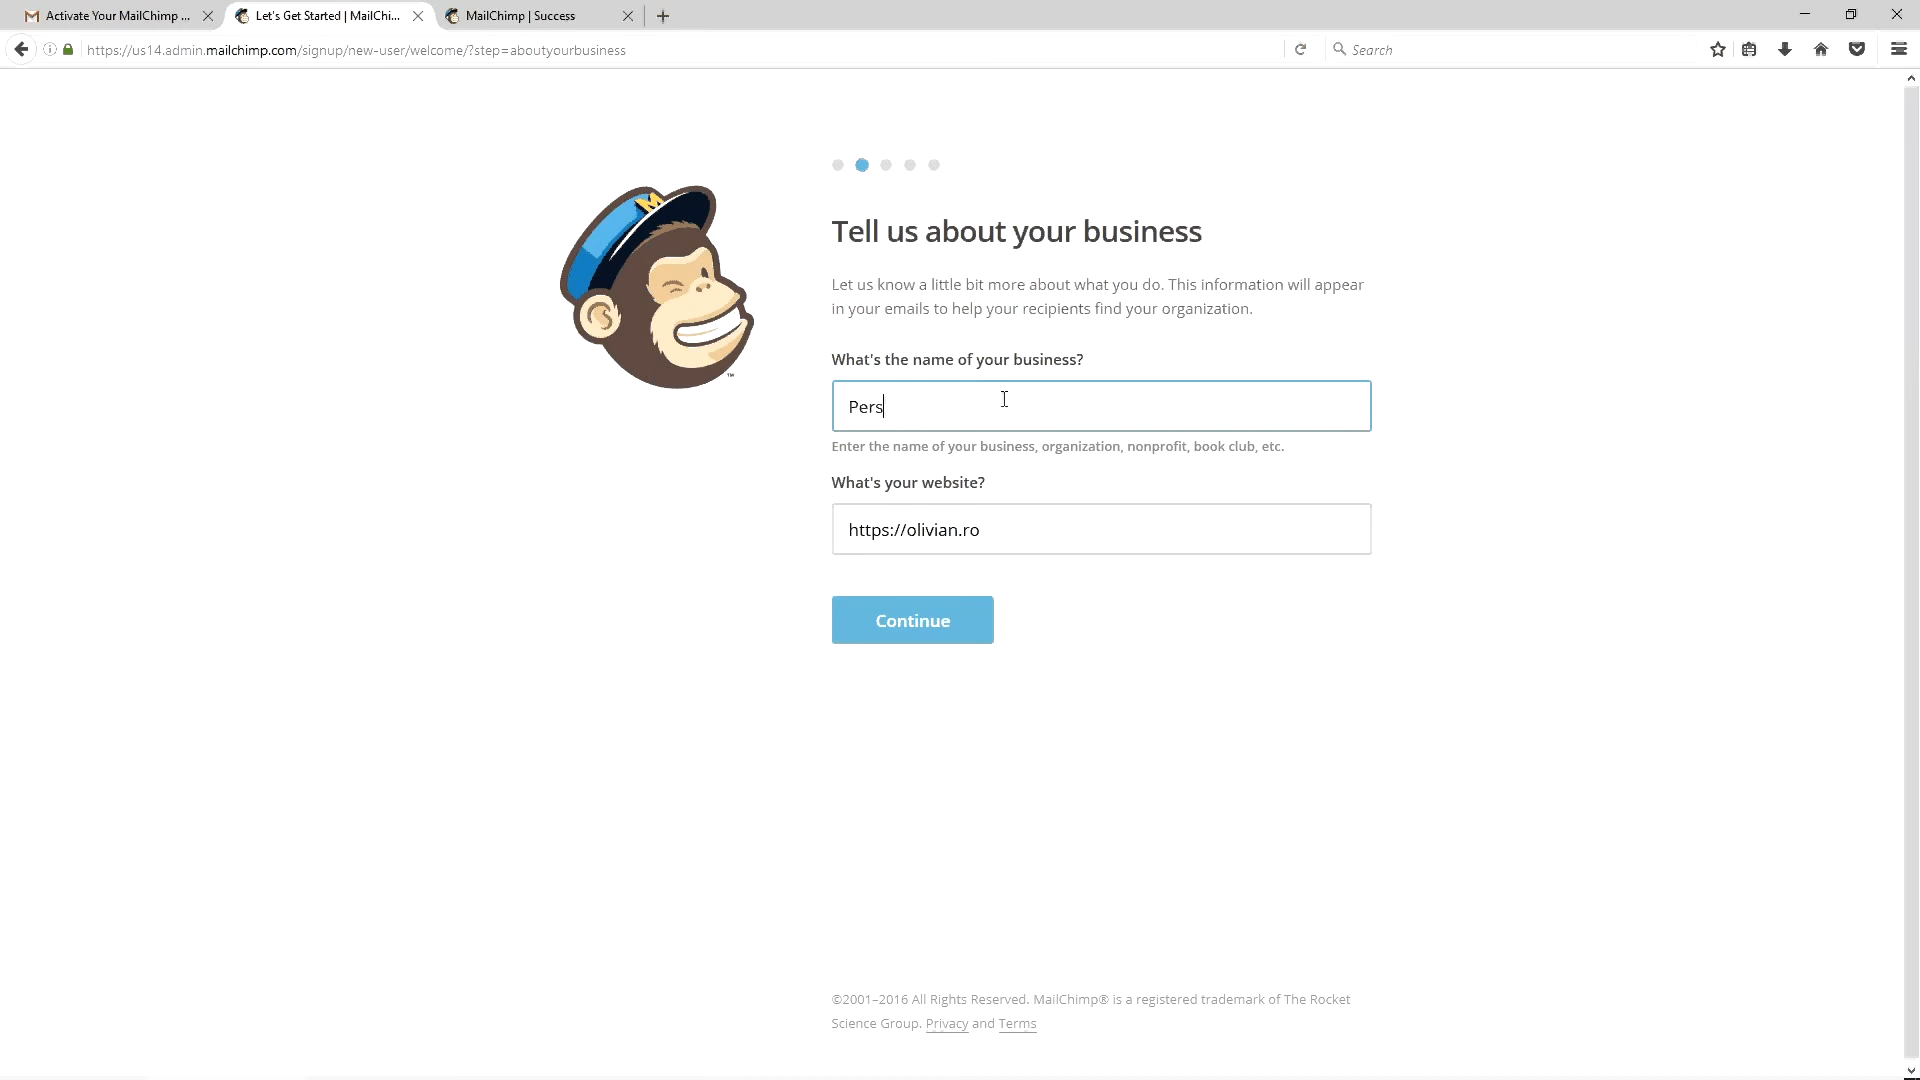 Activate Your MailChimp ...
Let's Get Started | MailChi...
MailChimp | Success
https://us14.admin.mailchimp.com/signup/new-user/welcome/?step=aboutyourbusiness
Search
M
Tell us about your business
Let us know a little bit more about what you do. This information will appear
in your emails to help your recipients find your organization.
What's the name of your business?
Pers
Enter the name of your business, organization, nonprofit, book club, etc.
What's your website?
https://olivian.ro
Continue
™
©2001–2016 All Rights Reserved. MailChimp® is a registered trademark of The Rocket
Science Group. Privacy and Terms